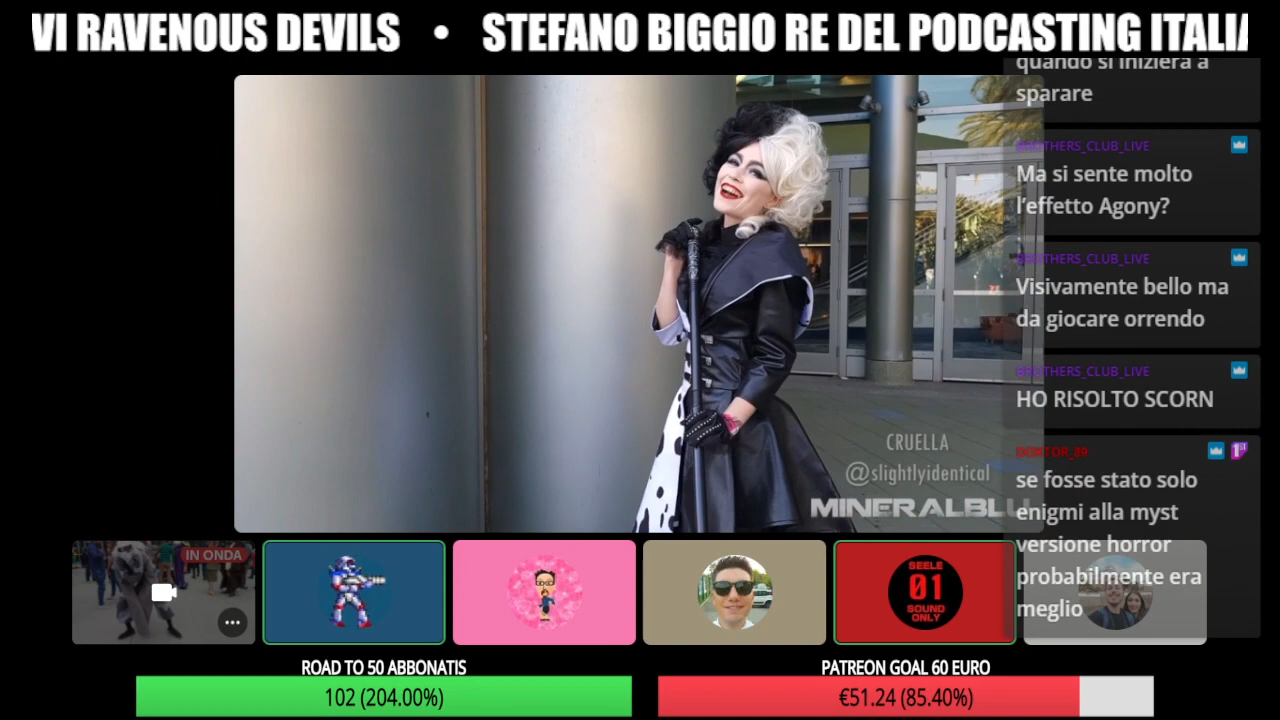 VI RAVENOUS DEVILS • STEFANO BIGGIO RE DEL PODCASTING ITALIA
quando si inizierà a
sparare
BROTHERS_CLUB_LIVE
Ma si sente molto
l'effetto Agony?
BROTHERS_CLUB_LIVE
Visivamente bello ma
da giocare orrendo
BROTHERS_CLUB_LIVE
HO RISOLTO SCORN
DOKTOR_89
se fosse stato solo
enigmi alla myst
versione horror
probabilmente era
meglio
CRUELLA
@slightlyidentical
MINERALBLU
IN ONDA
SEELE
01
SOUND
ONLY
ROAD TO 50 ABBONATIS
102 (204.00%)
PATREON GOAL 60 EURO
€51.24 (85.40%)